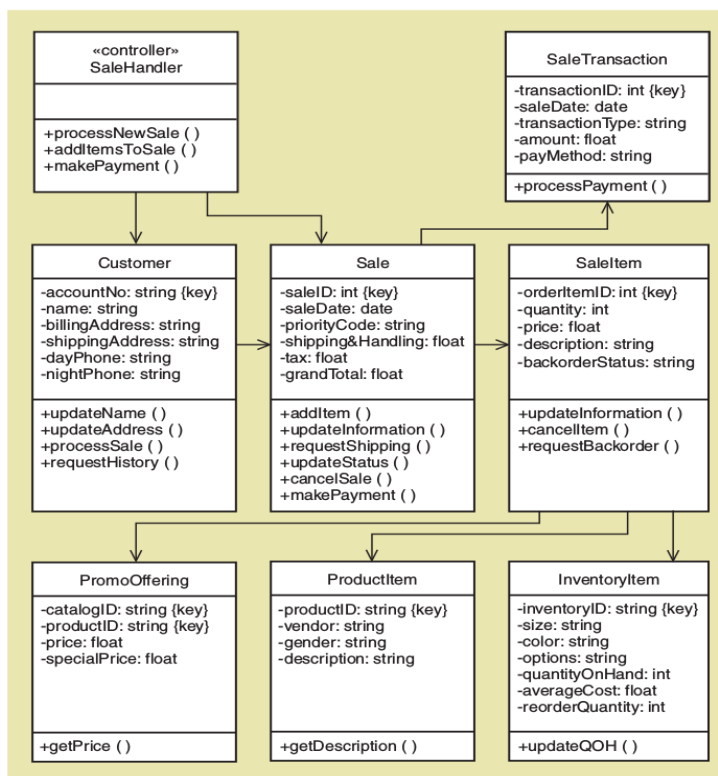 «controller»
SaleHandler
+processNewSale ( )
+addItemsToSale ( )
+makePayment ( )
SaleTransaction
-transactionID: int {key}
-saleDate: date
-transactionType: string
-amount: float
-payMethod: string
+processPayment ( )
Customer
-accountNo: string {key}
-name: string
-billingAddress: string
-shippingAddress: string
-dayPhone: string
-nightPhone: string
+updateName ( )
+updateAddress ( )
+processSale ( )
+requestHistory ( )
Sale
-saleID: int {key}
-saleDate: date
-priorityCode: string
-shipping&Handling: float
-tax: float
-grandTotal: float
+addItem ( )
+updateInformation ( )
+requestShipping ( )
+updateStatus ( )
+cancelSale ( )
+makePayment ( )
SaleItem
-orderItemID: int {key}
-quantity: int
-price: float
-description: string
-backorderStatus: string
+updateInformation ( )
+cancelItem ( )
+requestBackorder ( )
PromoOffering
-catalogID: string {key}
-productID: string {key}
-price: float
-specialPrice: float
+getPrice ( )
ProductItem
-productID: string {key}
-vendor: string
-gender: string
-description: string
+getDescription ( )
InventoryItem
-inventoryID: string {key}
-size: string
-color: string
-options: string
-quantityOnHand: int
-averageCost: float
-reorderQuantity: int
+updateQOH ( )